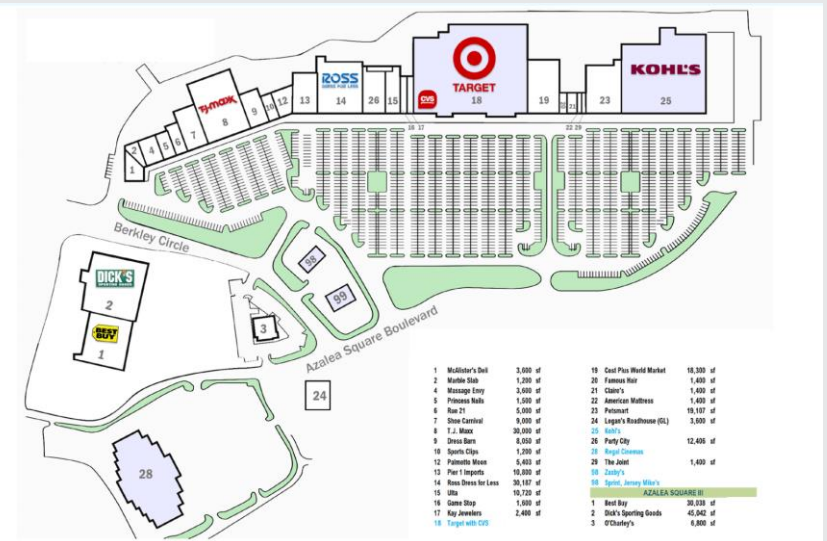 TARGET
CVS
18
KOHL'S
25
ROSS
DRESS FOR LESS
14
T.J.maxx
8
13
26
15
19
20
21
23
12
10
9
7
6
5
4
2
1
16 17
22 29
Berkley Circle
DICK'S
SPORTING GOODS
2
BEST BUY
1
98
99
3
Azalea Square Boulevard
24
28
1 McAlister's Deli 3,600 sf
2 Marble Slab 1,200 sf
4 Massage Envy 3,600 sf
5 Princess Nails 1,500 sf
6 Rue 21 5,000 sf
7 Shoe Carnival 9,000 sf
8 T.J. Maxx 30,000 sf
9 Dress Barn 8,050 sf
10 Sports Clips 1,200 sf
12 Palmetto Moon 5,403 sf
13 Pier 1 Imports 10,800 sf
14 Ross Dress for Less 30,187 sf
15 Ulta 10,720 sf
16 Game Stop 1,600 sf
17 Kay Jewelers 2,400 sf
18 Target with CVS
19 Cost Plus World Market 18,300 sf
20 Famous Hair 1,400 sf
21 Claire's 1,400 sf
22 American Mattress 1,400 sf
23 Petsmart 19,107 sf
24 Logan's Roadhouse (GL) 3,600 sf
25 Kohl's
26 Party City 12,406 sf
28 Regal Cinemas
29 The Joint 1,400 sf
98 Zaxby's
99 Sprint, Jersey Mike's
AZALEA SQUARE III
1 Best Buy 30,038 sf
2 Dick's Sporting Goods 45,042 sf
3 O'Charley's 6,800 sf